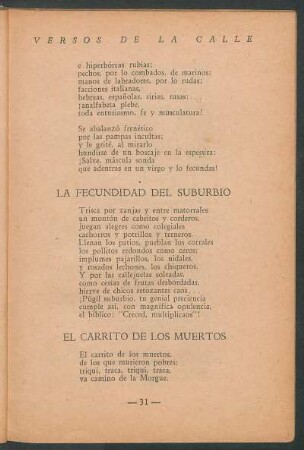 VERSOS DE LA CALLE
e hiperbóreas rubias;
pechos, por lo combados, de marinos;
manos de labradores, por lo rudas;
facciones italianas,
hebreas, españolas, sirias, rusas;
¡analfabeta plebe,
toda entusiasmo, fe y musculatura!
Se abalanzó frenético
por las pampas incultas;
y le grité, al mirarlo
hundirse de un boscaje en la espesura:
¡Salve, máscula sonda
que adentras en un virgo y lo fecundas!
LA FECUNDIDAD DEL SUBURBIO
Trisca por zanjas y entre matorrales
un montón de cabritos y corderos;
juegan alegres como colegiales
cachorros y potrillos y terneros.
Llenan los patios, pueblan los corrales
los pollitos redondos como ceros;
implumes pajarillos, los nidales,
y rosados lechones, los chiqueros.
Y por las callejuelas soleadas,
como cestas de frutas desbordadas,
hierve de chicos retozantes cana...
¡Púgil suburbio, tu genial preciencia
cumple así, con magnífica opulencia,
el bíblico: "Creced, multiplicaos"!
EL CARRITO DE LOS MUERTOS
El carrito de los muertos,
de los que murieron pobres;
triqui, traca, triqui, traca,
va camino de la Morgue.
— 31 —